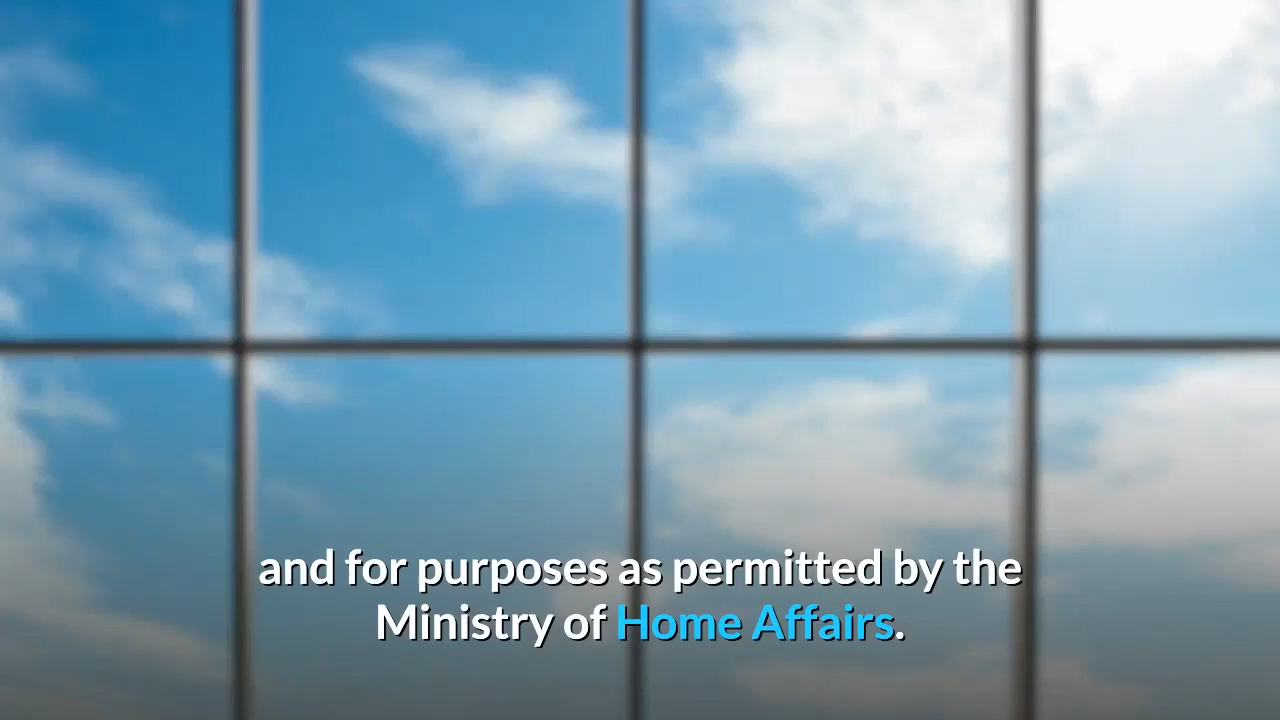 and for purposes as permitted by the
Ministry of Home Affairs.